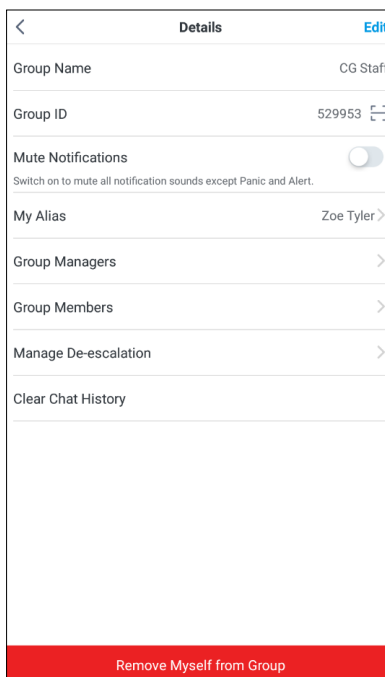 Details
Edit
Group Name
CG Staff
Group ID
529953
Mute Notifications
Switch on to mute all notification sounds except Panic and Alert.
My Alias
Zoe Tyler
Group Managers
Group Members
Manage De-escalation
Clear Chat History
Remove Myself from Group